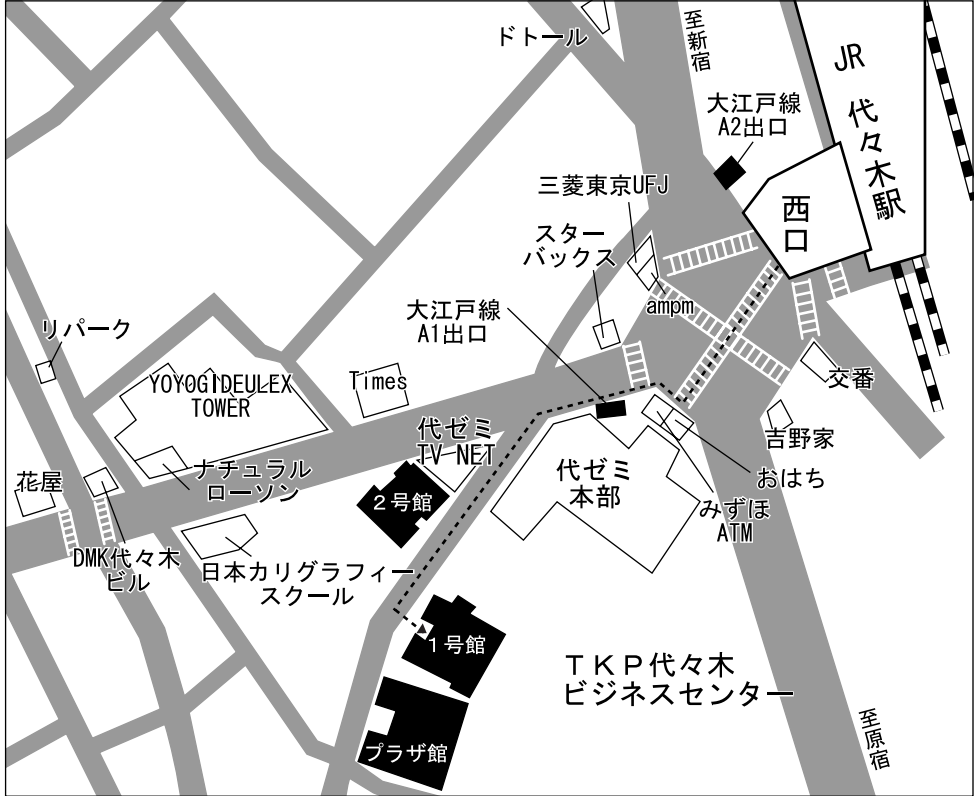 ドトール
至新宿
JR 代々木駅
大江戸線
A2出口
三菱東京UFJ
西口
スター
バックス
ampm
大江戸線
A1出口
リパーク
YOYOGIDEULEX
TOWER
Times
交番
吉野家
代ゼミ
TV NET
おはち
代ゼミ
本部
みずほ
ATM
花屋
ナチュラル
ローソン
２号館
DMK代々木
ビル
日本カリグラフィー
スクール
１号館
TKP代々木
ビジネスセンター
プラザ館
至原宿